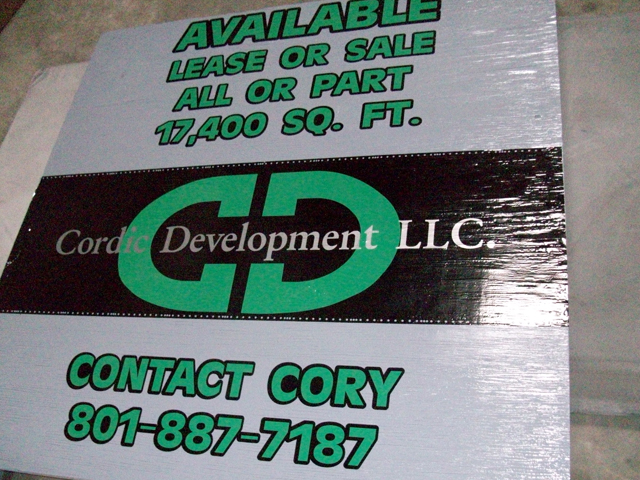 AVAILABLE
LEASE OR SALE
ALL OR PART
17,400 SQ. FT.
Cordic Development LLC.
CONTACT CORY
801-887-7187